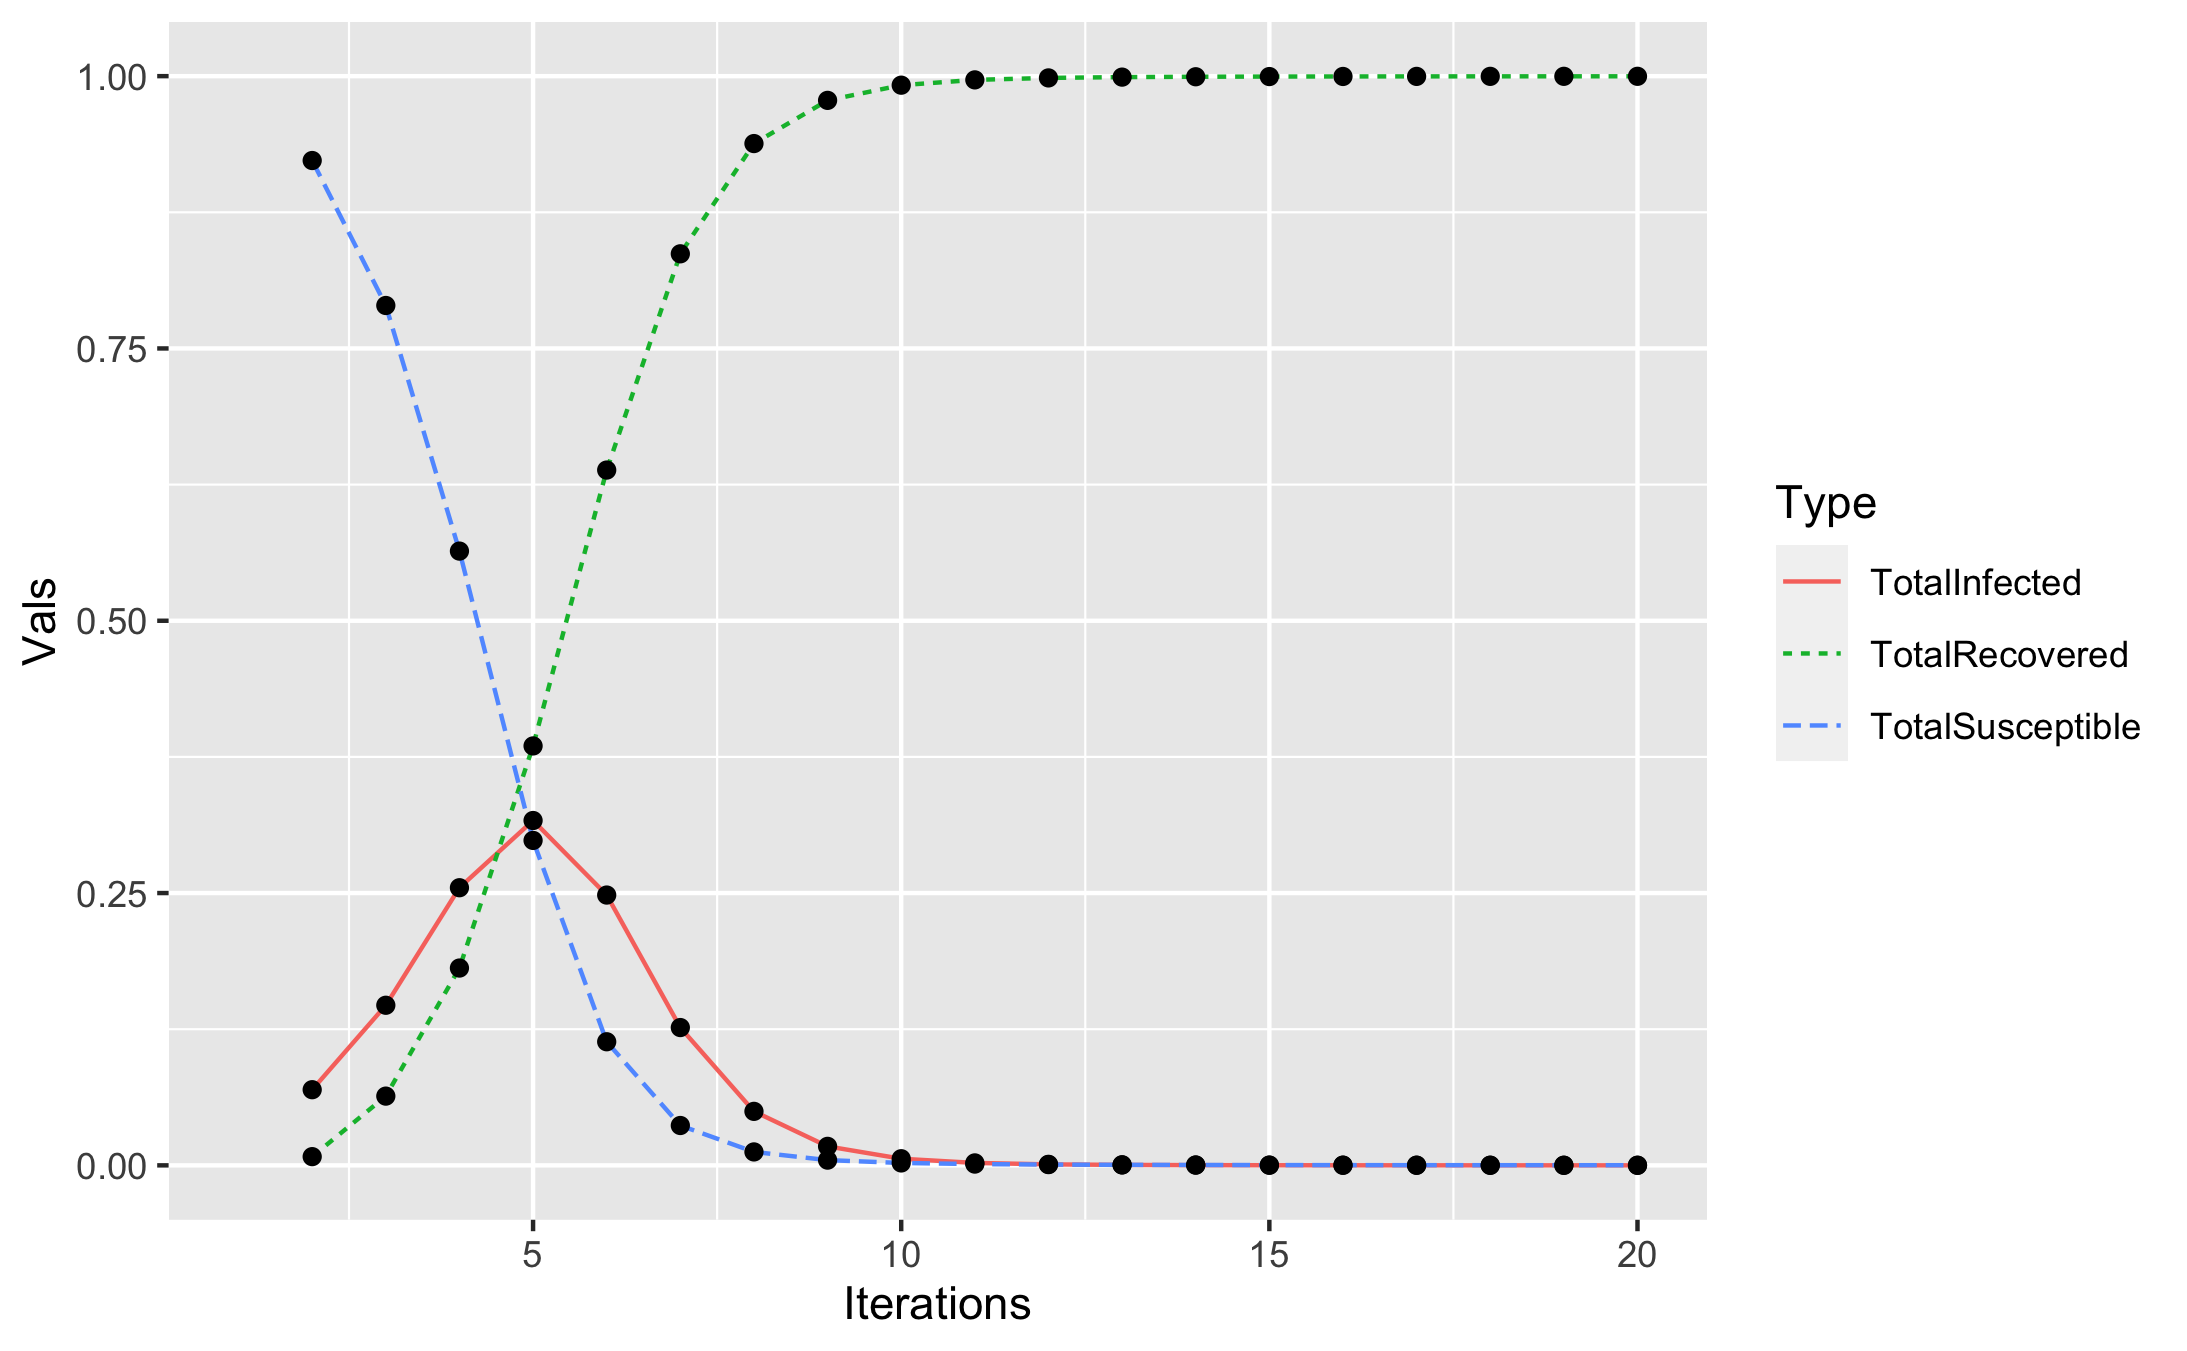 1.00
0.75
0.50
0.25
0.00
Vals
5 10 15 20
Iterations
Type
TotalInfected
TotalRecovered
TotalSusceptible